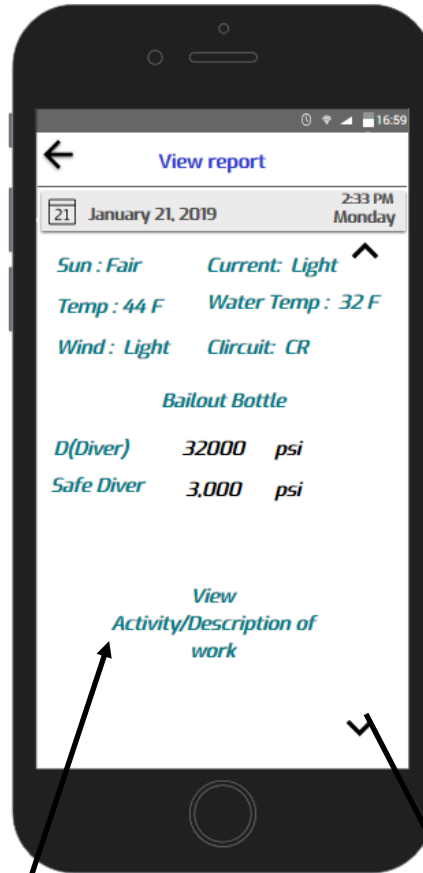 16:59
View report
2:33 PM
21 January 21, 2019 Monday
Sun : Fair Current: Light
Temp : 44 F Water Temp : 32 F
Wind : Light Clircuit: CR
Bailout Bottle
D(Diver) 32000 psi
Safe Diver 3,000 psi
View
Activity/Description of
work